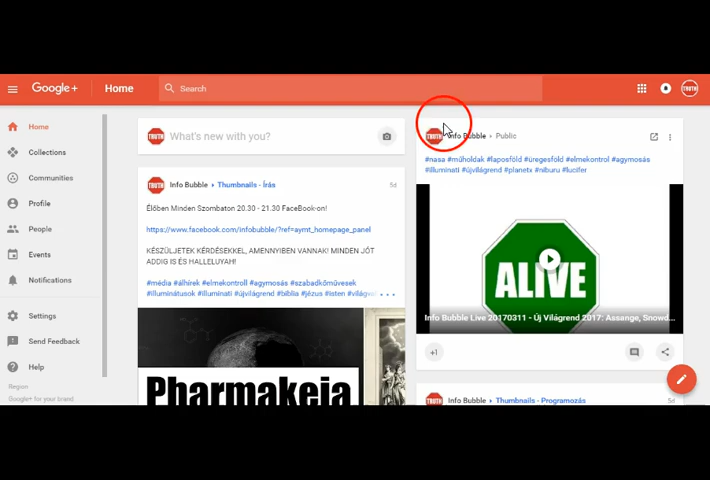 Google+
Home
Search
TRUTH
Home
Collections
Communities
Profile
People
Events
Notifications
Settings
Send Feedback
Help
Region
Google+ for your brand
TRUTH
What's new with you?
TRUTH
Info Bubble ▸ Thumbnails - Írás
5d
Élőben Minden Szombaton 20.30 - 21.30 FaceBook-on!
https://www.facebook.com/infobubble/?ref=aymt_homepage_panel
KÉSZÜLJETEK KÉRDÉSEKKEL, AMENNYIBEN VANNAK! MINDEN JÓT
ADDIG IS ÉS HALLELUYAH!
#média #álhírek #elmekontroll #agymosás #szabadkőművesek
#illuminátusok #illuminati #újvilágrend #biblia #jézus #isten #világve...
Pharmakeia
TRUTH
Info Bubble ▸ Public
#nasa #műholdak #laposföld #üregesföld #elmekontrol #agymosás
#illuminati #újvilágrend #planetx #niburu #lucifer
ALIVE
Info Bubble Live 20170311 - Új Világrend 2017: Assange, Snowd...
+1
TRUTH
Info Bubble ▸ Thumbnails - Programozás
5d